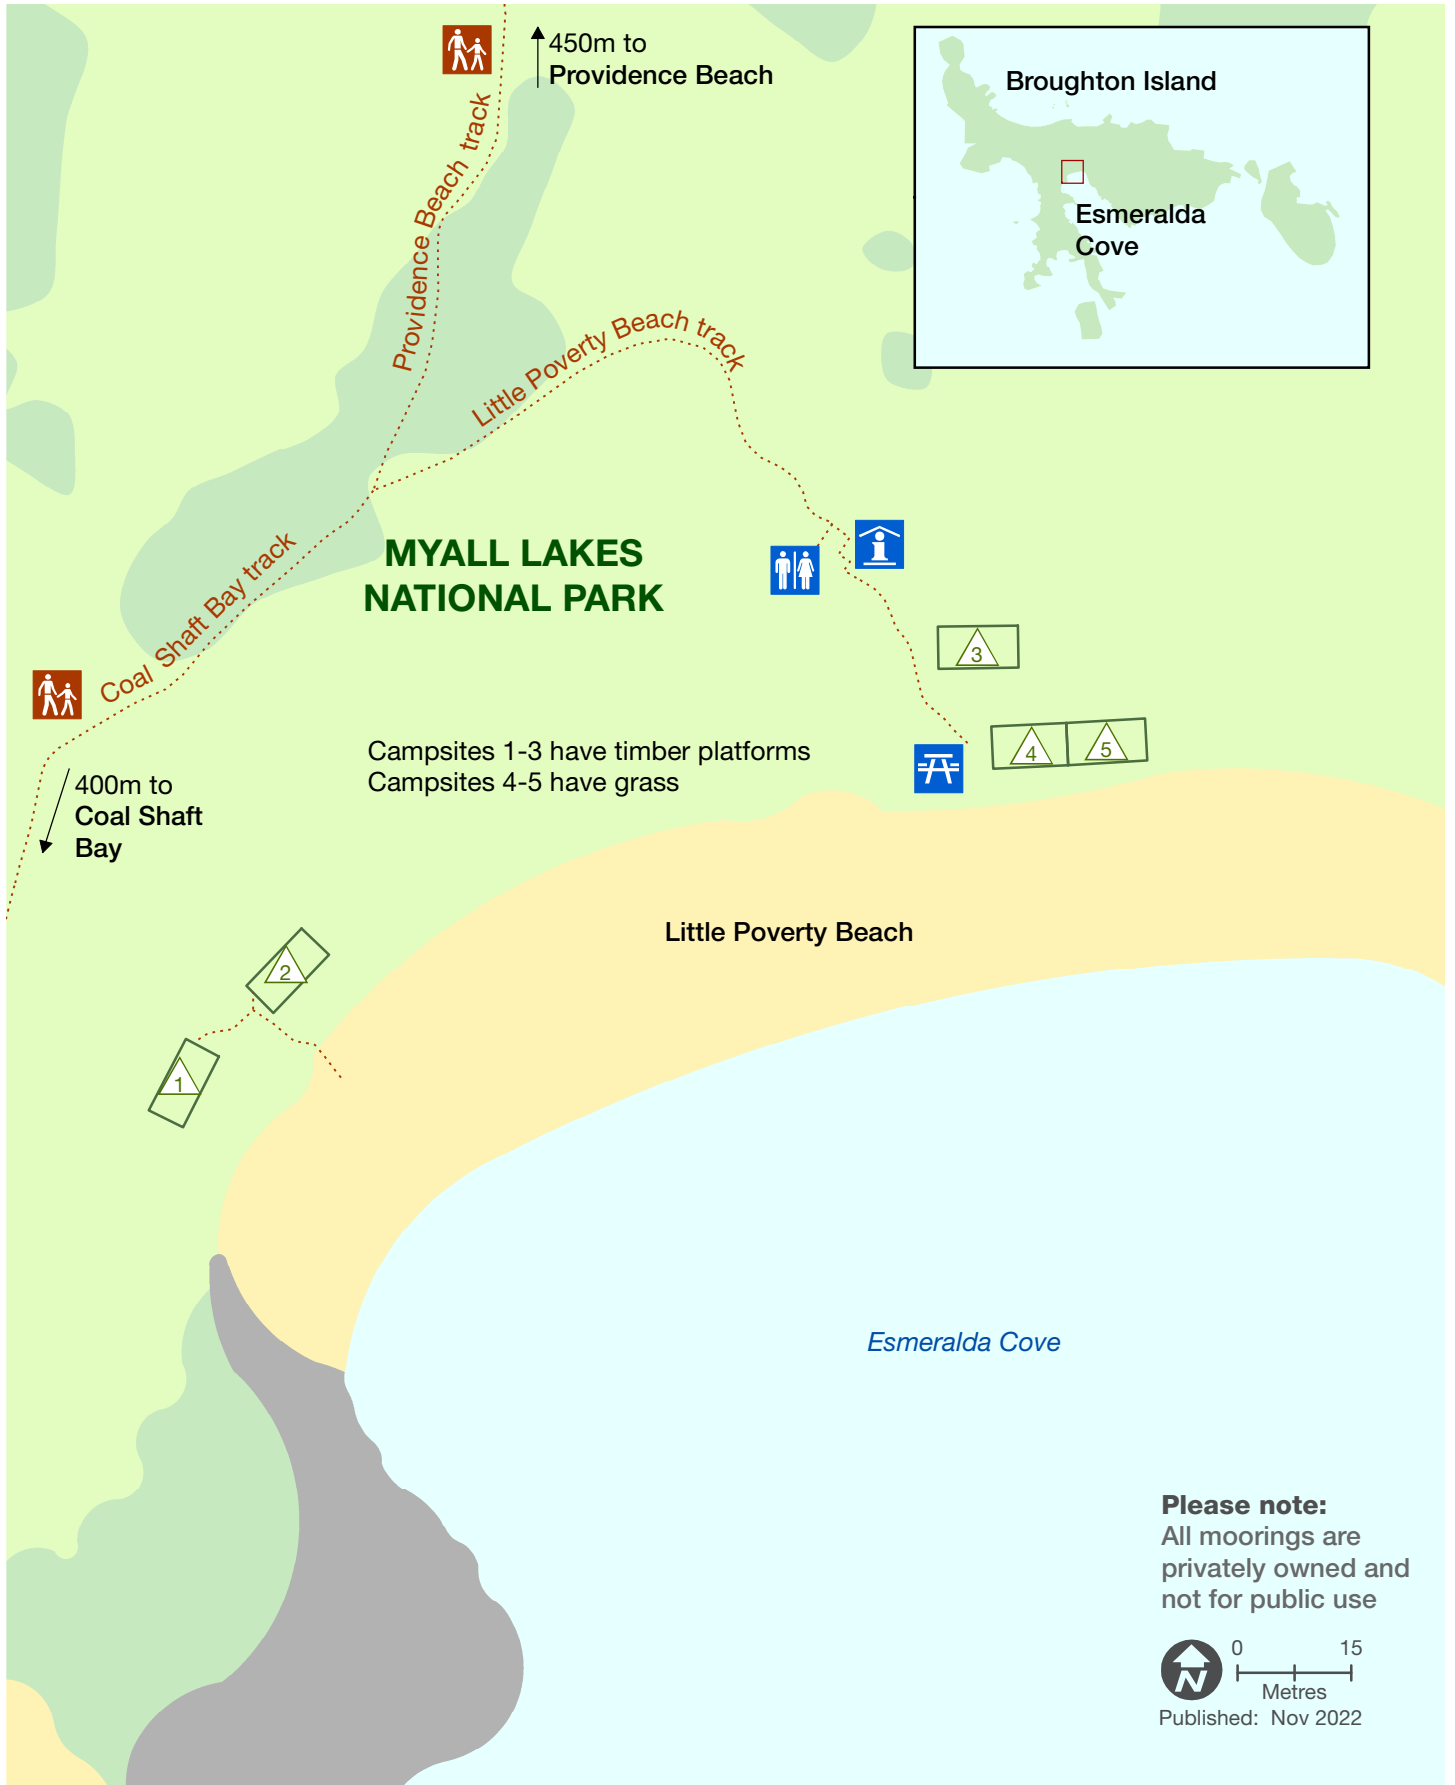 450m to
Providence Beach
Broughton Island
Esmeralda
Cove
Providence Beach track
Little Poverty Beach track
MYALL LAKES
NATIONAL PARK
Coal Shaft Bay track
3
Campsites 1-3 have timber platforms
Campsites 4-5 have grass
4
5
400m to
Coal Shaft
Bay
Little Poverty Beach
2
1
Esmeralda Cove
Please note:
All moorings are
privately owned and
not for public use
N
0 15
Metres
Published: Nov 2022